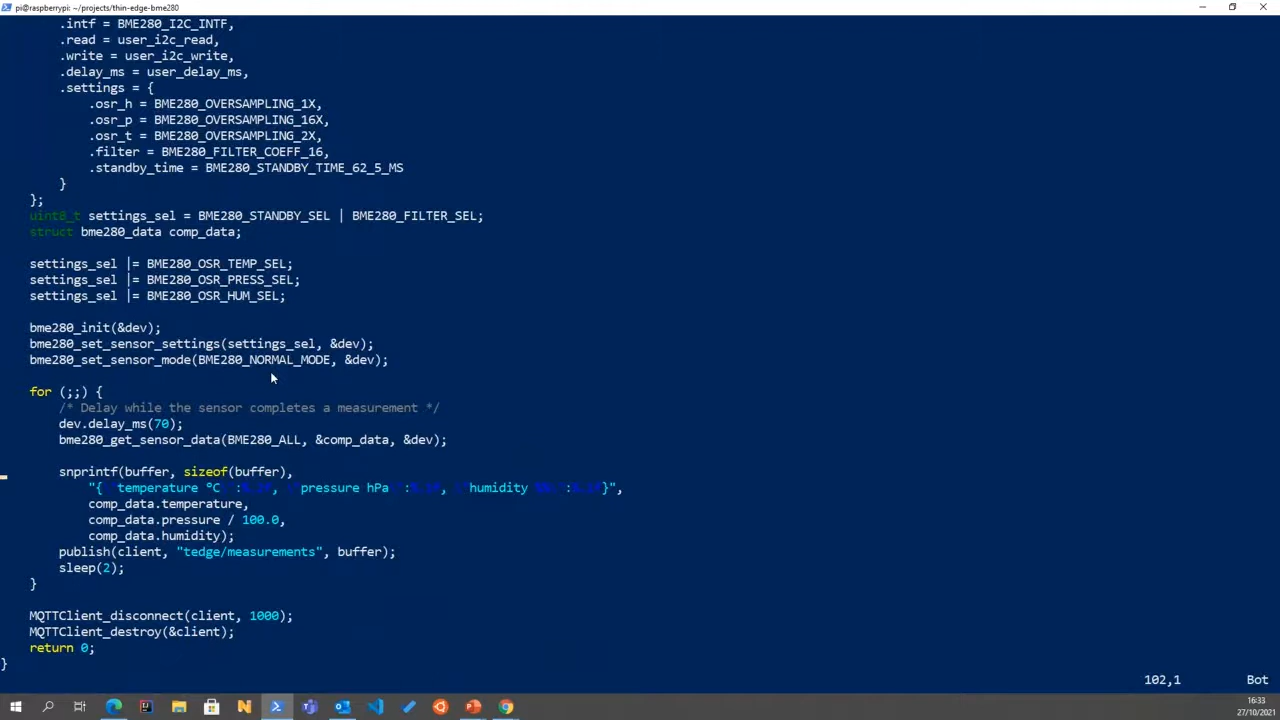 pi@raspberrypi: ~/projects/thin-edge-bme280
.intf = BME280_I2C_INTF,
.read = user_i2c_read,
.write = user_i2c_write,
.delay_ms = user_delay_ms,
.settings = {
.osr_h = BME280_OVERSAMPLING_1X,
.osr_p = BME280_OVERSAMPLING_16X,
.osr_t = BME280_OVERSAMPLING_2X,
.filter = BME280_FILTER_COEFF_16,
.standby_time = BME280_STANDBY_TIME_62_5_MS
}
};
uint8_t settings_sel = BME280_STANDBY_SEL | BME280_FILTER_SEL;
struct bme280_data comp_data;
settings_sel |= BME280_OSR_TEMP_SEL;
settings_sel |= BME280_OSR_PRESS_SEL;
settings_sel |= BME280_OSR_HUM_SEL;
bme280_init(&dev);
bme280_set_sensor_settings(settings_sel, &dev);
bme280_set_sensor_mode(BME280_NORMAL_MODE, &dev);
for (;;) {
/* Delay while the sensor completes a measurement */
dev.delay_ms(70);
bme280_get_sensor_data(BME280_ALL, &comp_data, &dev);
snprintf(buffer, sizeof(buffer),
"{ temperature °C : , pressure hPa : , humidity : }",
comp_data.temperature,
comp_data.pressure / 100.0,
comp_data.humidity);
publish(client, "tedge/measurements", buffer);
sleep(2);
}
MQTTClient_disconnect(client, 1000);
MQTTClient_destroy(&client);
return 0;
}
102,1 Bot
16:33
27/10/2021